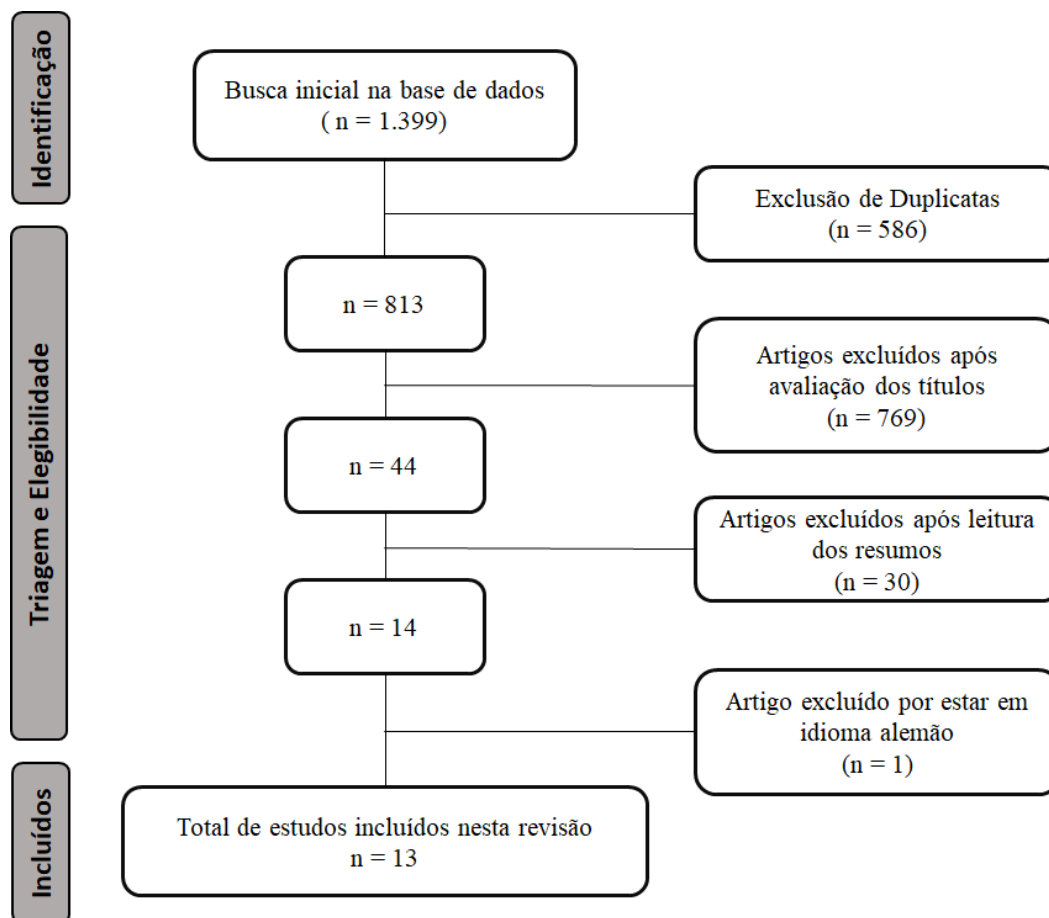 Identificação
Busca inicial na base de dados
( n = 1.399)
Exclusão de Duplicatas
(n = 586)
Triagem e Elegibilidade
n = 813
Artigos excluídos após
avaliação dos títulos
(n = 769)
n = 44
Artigos excluídos após leitura
dos resumos
(n = 30)
n = 14
Artigo excluído por estar em
idioma alemão
(n = 1)
Incluídos
Total de estudos incluídos nesta revisão
n = 13